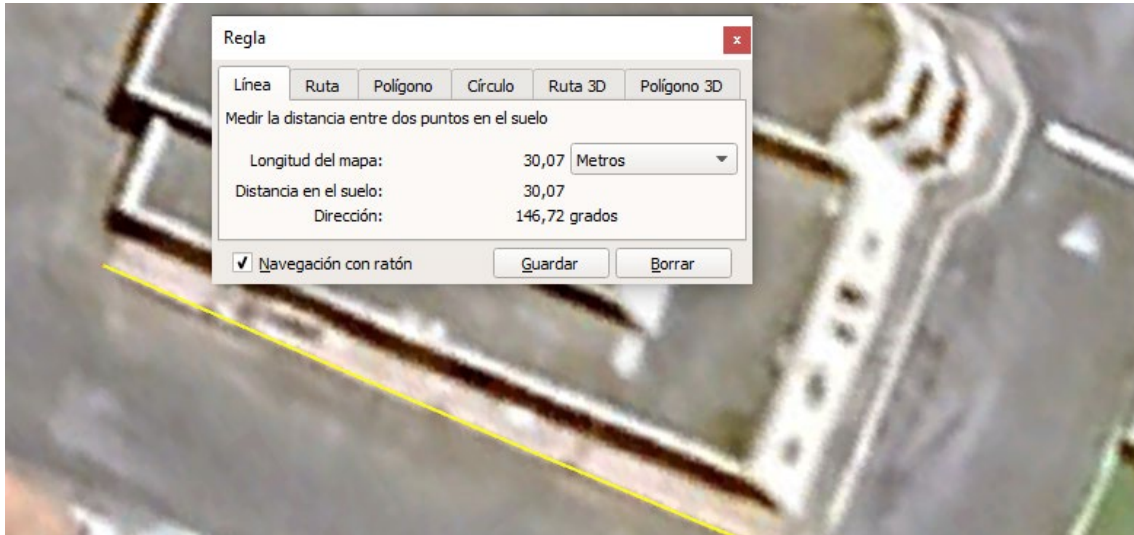 Regla
x
Línea Ruta Polígono Círculo Ruta 3D Polígono 3D
Medir la distancia entre dos puntos en el suelo
Longitud del mapa: 30,07 Metros
Distancia en el suelo: 30,07
Dirección: 146,72 grados
Navegación con ratón Guardar Borrar